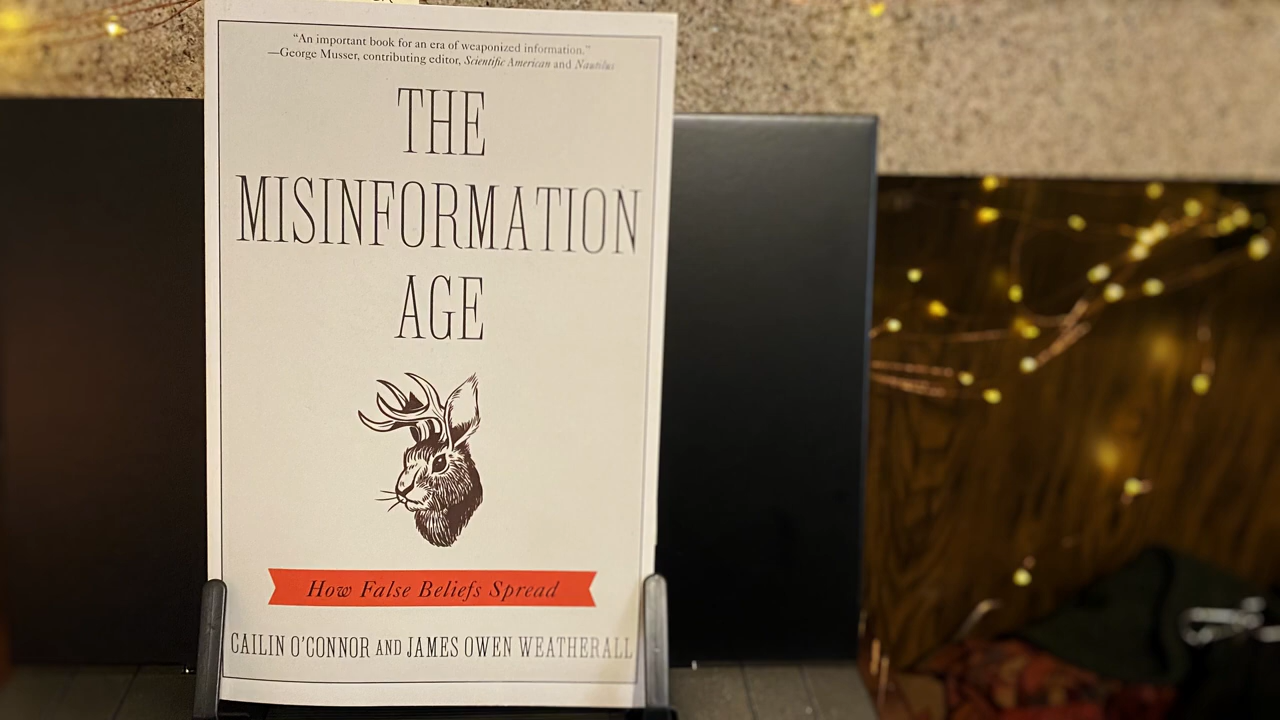 “An important book for an era of weaponized information.”
—George Musser, contributing editor, Scientific American and Nautilus
THE
MISINFORMATION
AGE
How False Beliefs Spread
CAILIN O’CONNOR AND JAMES OWEN WEATHERALL